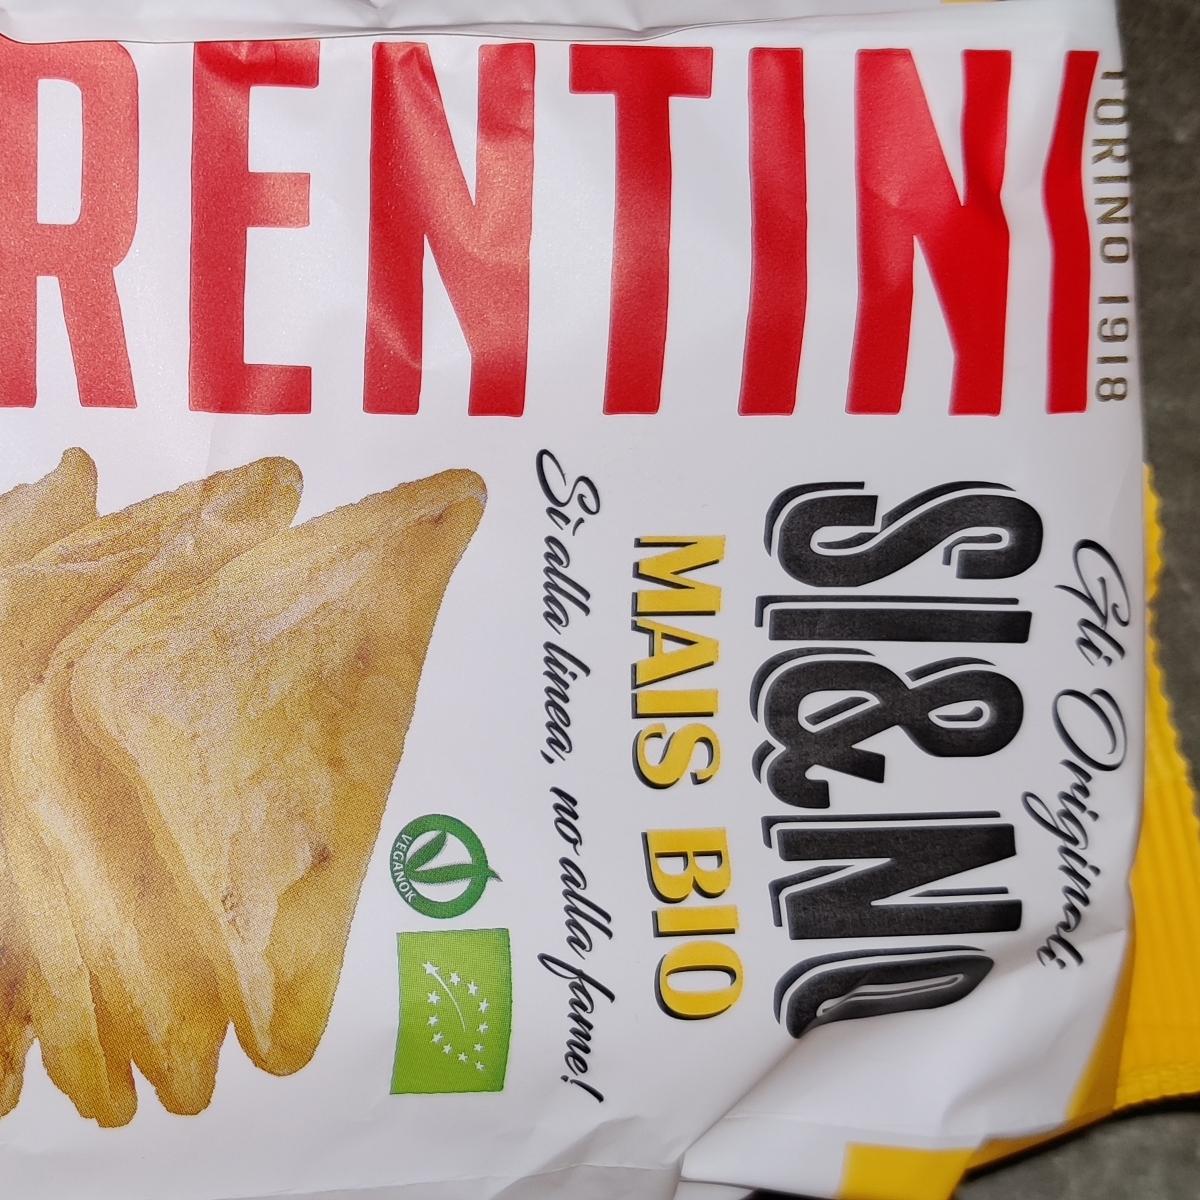 RENTINI
TORINO 1918
Gli Originali
SI&NO
MAIS BIO
Sì alla linea, no alla fame!
VEGANOK